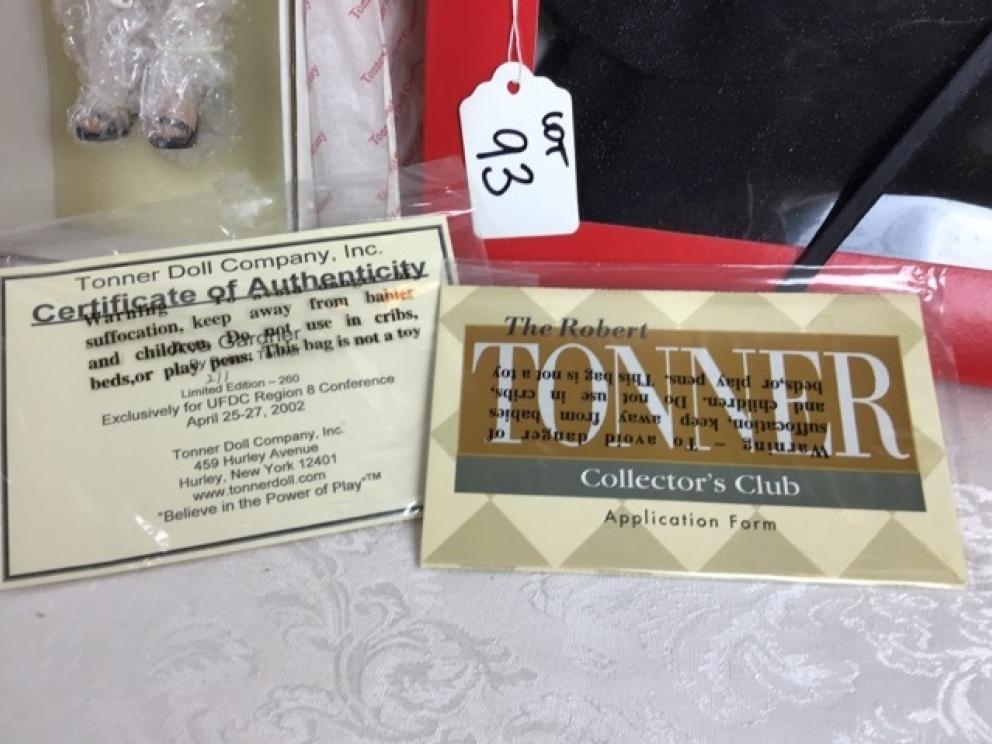 LOT
93
Tonner Doll Company, Inc.
Certificate of Authenticity
Warning
suffocation, keep away from babies
and children. Do not use in cribs,
beds,or play pens. This bag is not a toy
Gardner
211
Limited Edition – 260
Exclusively for UFDC Region 8 Conference
April 25-27, 2002
Tonner Doll Company, Inc.
459 Hurley Avenue
Hurley, New York 12401
www.tonnerdoll.com
"Believe in the Power of Play"™
The Robert
TONNER
Collector's Club
Application Form
Warning – To avoid danger of
suffocation, keep away from babies
and children. Do not use in cribs,
beds,or play pens. This bag is not a toy